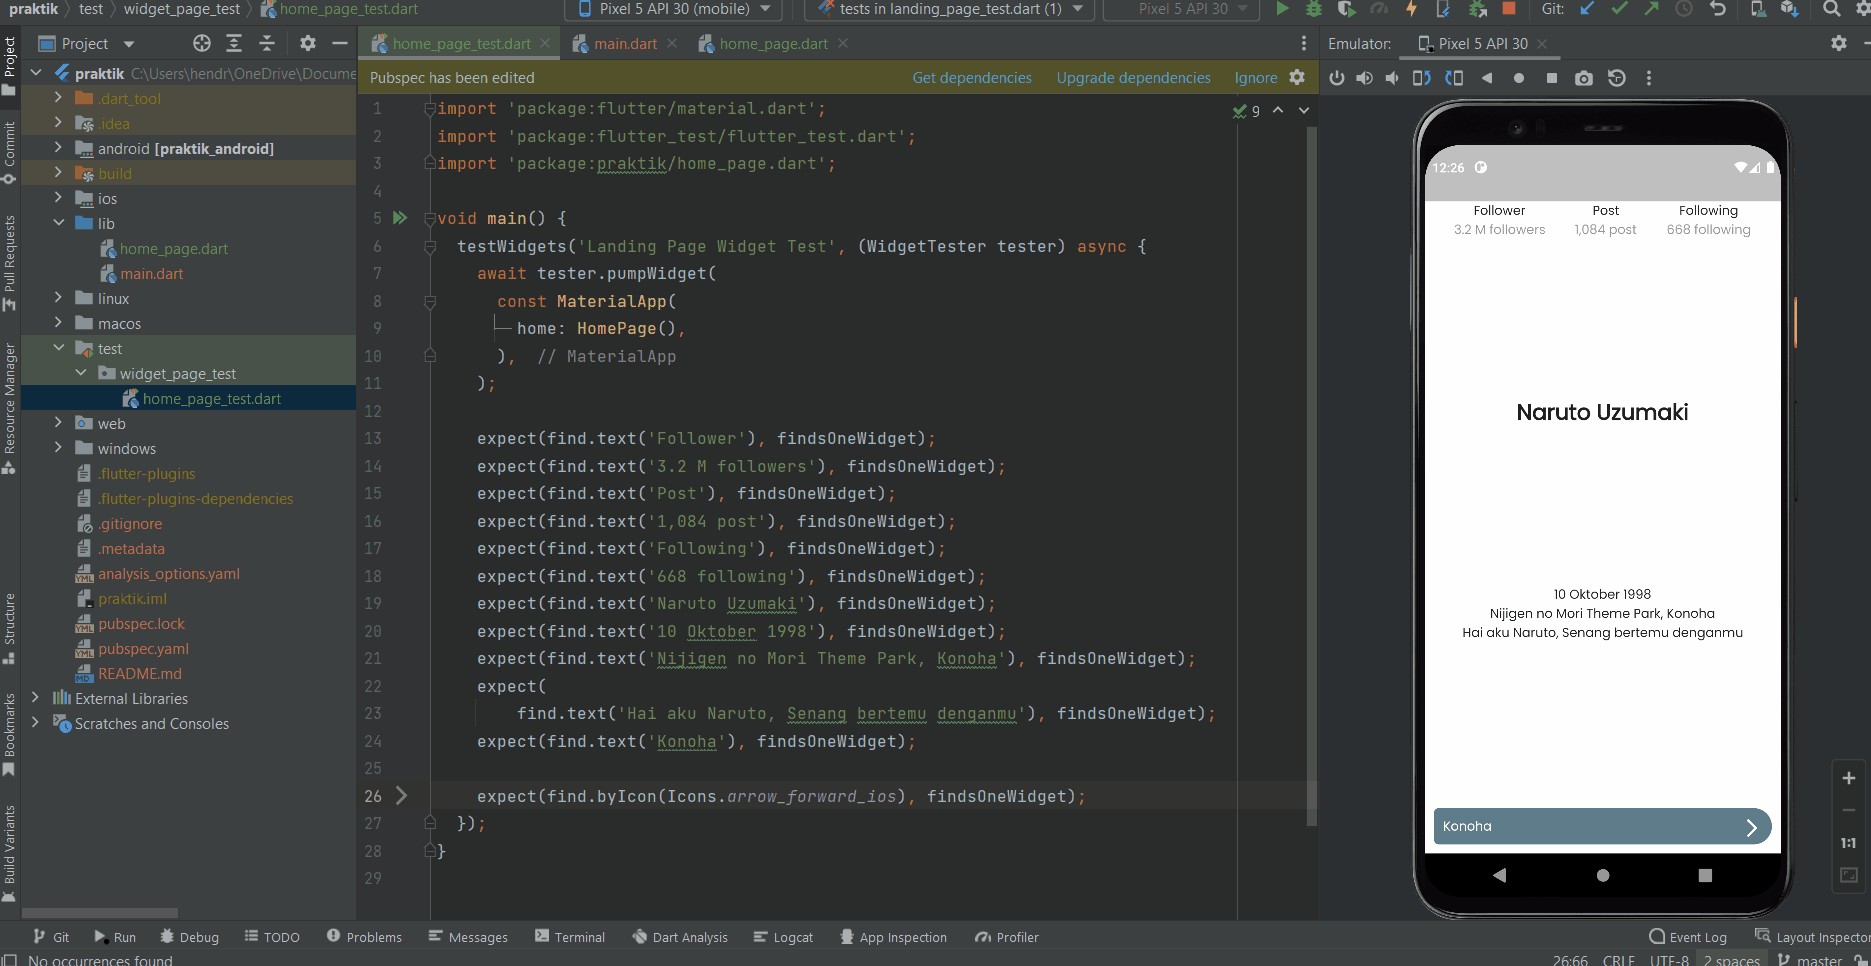 praktik
test
widget_page_test
home_page_test.dart
Pixel 5 API 30 (mobile)
tests in landing_page_test.dart (1)
Pixel 5 API 30
Git:
Project
home_page_test.dart
main.dart
home_page.dart
Emulator:
Pixel 5 API 30
Pubspec has been edited
Get dependencies
Upgrade dependencies
Ignore
Project
Commit
Pull Requests
Resource Manager
Structure
Bookmarks
Build Variants
praktik C:\Users\hendr\OneDrive\Docume
.dart_tool
.idea
android [praktik_android]
build
ios
lib
home_page.dart
main.dart
linux
macos
test
widget_page_test
home_page_test.dart
web
windows
.flutter-plugins
.flutter-plugins-dependencies
.gitignore
.metadata
analysis_options.yaml
praktik.iml
pubspec.lock
pubspec.yaml
README.md
External Libraries
Scratches and Consoles
9
1 import 'package:flutter/material.dart';
2 import 'package:flutter_test/flutter_test.dart';
3 import 'package:praktik/home_page.dart';
4
5 void main() {
6 testWidgets('Landing Page Widget Test', (WidgetTester tester) async {
7 await tester.pumpWidget(
8 const MaterialApp(
9 home: HomePage(),
10 ), // MaterialApp
11 );
12
13 expect(find.text('Follower'), findsOneWidget);
14 expect(find.text('3.2 M followers'), findsOneWidget);
15 expect(find.text('Post'), findsOneWidget);
16 expect(find.text('1,084 post'), findsOneWidget);
17 expect(find.text('Following'), findsOneWidget);
18 expect(find.text('668 following'), findsOneWidget);
19 expect(find.text('Naruto Uzumaki'), findsOneWidget);
20 expect(find.text('10 Oktober 1998'), findsOneWidget);
21 expect(find.text('Nijigen no Mori Theme Park, Konoha'), findsOneWidget);
22 expect(
23 find.text('Hai aku Naruto, Senang bertemu denganmu'), findsOneWidget);
24 expect(find.text('Konoha'), findsOneWidget);
25
26 expect(find.byIcon(Icons.arrow_forward_ios), findsOneWidget);
27 });
28 }
29
12:26
Follower Post Following
3.2 M followers 1,084 post 668 following
Naruto Uzumaki
10 Oktober 1998
Nijigen no Mori Theme Park, Konoha
Hai aku Naruto, Senang bertemu denganmu
Konoha
1:1
Git Run Debug TODO Problems Messages Terminal Dart Analysis Logcat App Inspection Profiler Event Log Layout Inspector
No occurrences found
26:66 CRLF UTF-8 2 spaces master